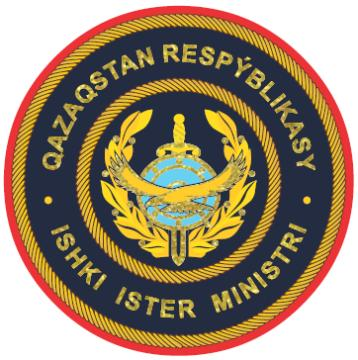 QAZAQSTAN RESPÝBLIKASY
ISHKI ISTER MINISTRI